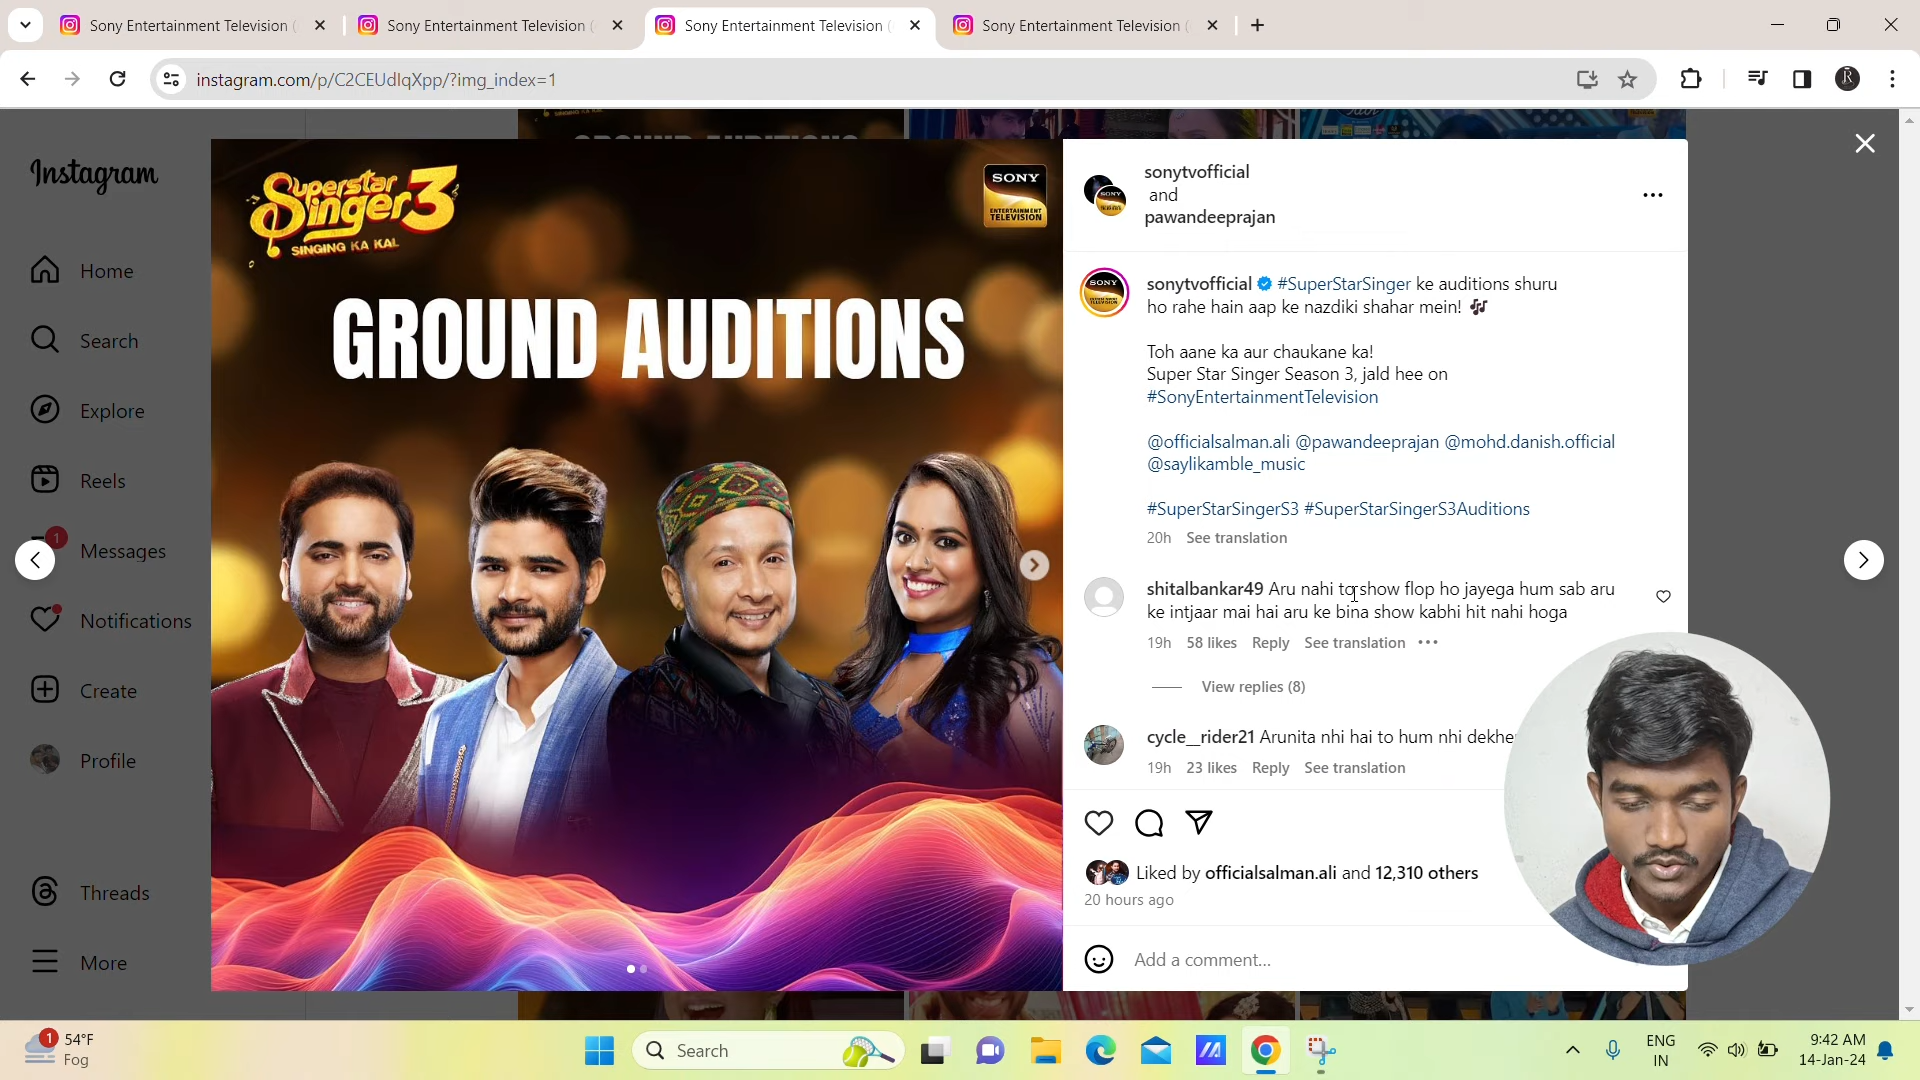 Sony Entertainment Television (
Sony Entertainment Television (
Sony Entertainment Television (
Sony Entertainment Television (
instagram.com/p/C2CEUdlqXpp/?img_index=1
R
Instagram
Home
Search
Explore
Reels
1
Messages
Notifications
Create
Profile
Threads
More
Superstar
Singer 3
SINGING KA KAL
SONY
ENTERTAINMENT
TELEVISION
GROUND AUDITIONS
sonytvofficial
and
pawandeeprajan
sonytvofficial #SuperStarSinger ke auditions shuru
ho rahe hain aap ke nazdiki shahar mein! 🎶
Toh aane ka aur chaukane ka!
Super Star Singer Season 3, jald hee on
#SonyEntertainmentTelevision
@officialsalman.ali @pawandeeprajan @mohd.danish.official
@saylikamble_music
#SuperStarSingerS3 #SuperStarSingerS3Auditions
20h See translation
shitalbankar49 Aru nahi to show flop ho jayega hum sab aru
ke intjaar mai hai aru ke bina show kabhi hit nahi hoga
19h 58 likes Reply See translation
View replies (8)
cycle__rider21 Arunita nhi hai to hum nhi
19h 23 likes Reply See translation
Liked by officialsalman.ali and 12,310 others
20 hours ago
Add a comment...
1
54°F
Fog
Search
ENG
IN
9:42 AM
14-Jan-24